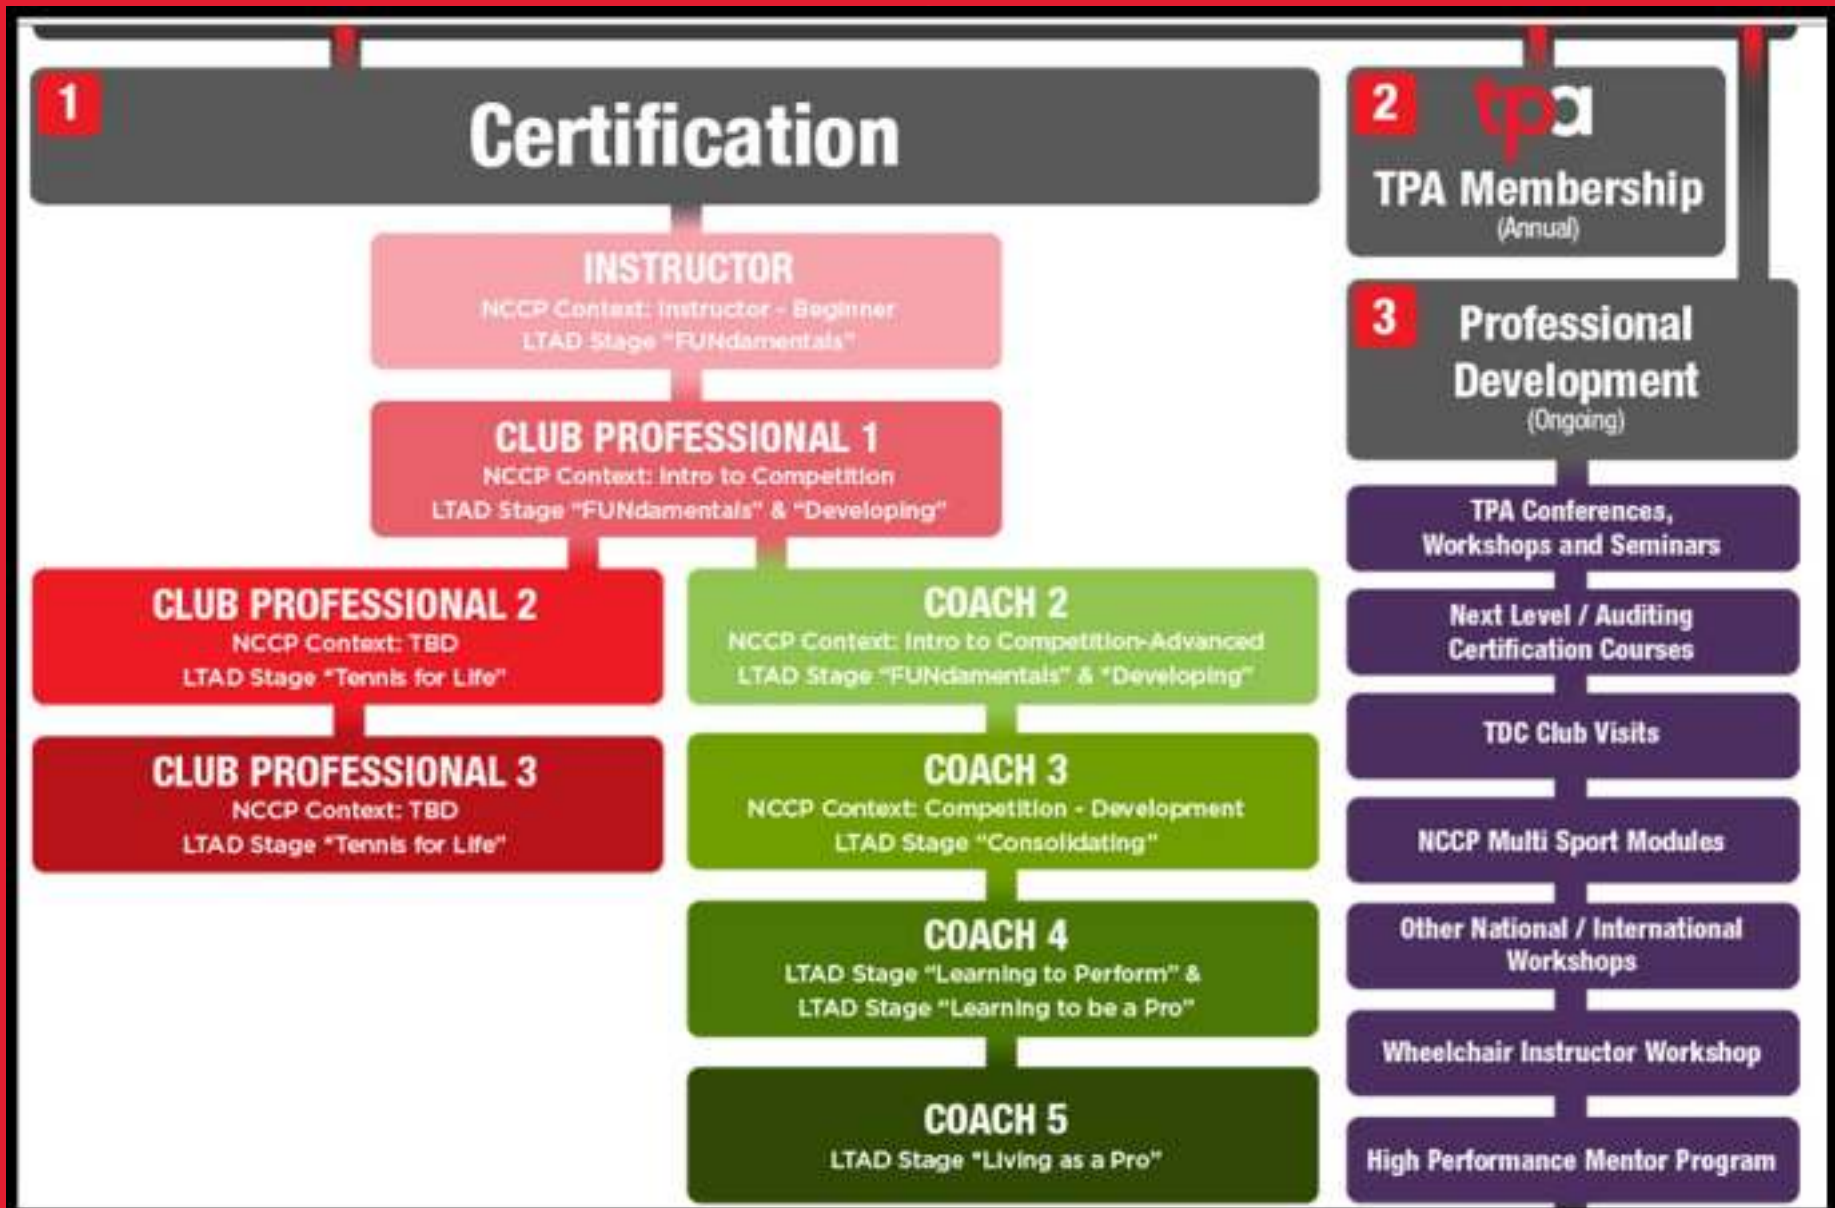 1
Certification
INSTRUCTOR
NCCP Context: Instructor - Beginner
LTAD Stage "FUNdamentals"
CLUB PROFESSIONAL 1
NCCP Context: Intro to Competition
LTAD Stage "FUNdamentals" & "Developing"
CLUB PROFESSIONAL 2
NCCP Context: TBD
LTAD Stage "Tennis for Life"
CLUB PROFESSIONAL 3
NCCP Context: TBD
LTAD Stage "Tennis for Life"
COACH 2
NCCP Context: Intro to Competition-Advanced
LTAD Stage "FUNdamentals" & "Developing"
COACH 3
NCCP Context: Competition - Development
LTAD Stage "Consolidating"
COACH 4
LTAD Stage "Learning to Perform" &
LTAD Stage "Learning to be a Pro"
COACH 5
LTAD Stage "Living as a Pro"
2
tpa
TPA Membership
(Annual)
3
Professional
Development
(Ongoing)
TPA Conferences,
Workshops and Seminars
Next Level / Auditing
Certification Courses
TDC Club Visits
NCCP Multi Sport Modules
Other National / International
Workshops
Wheelchair Instructor Workshop
High Performance Mentor Program